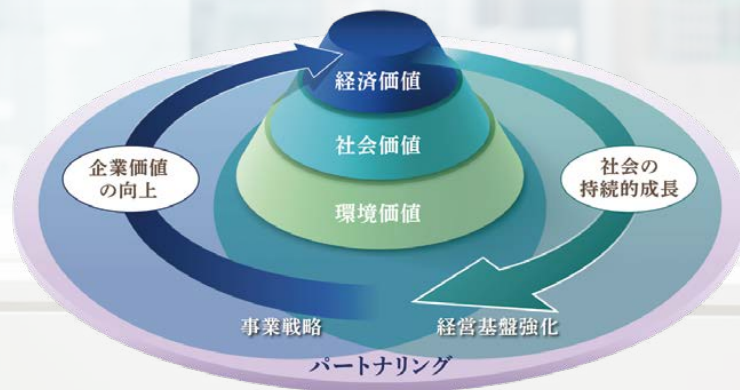 経済価値
社会価値
環境価値
企業価値
の向上
社会の
持続的成長
事業戦略
経営基盤強化
パートナリング